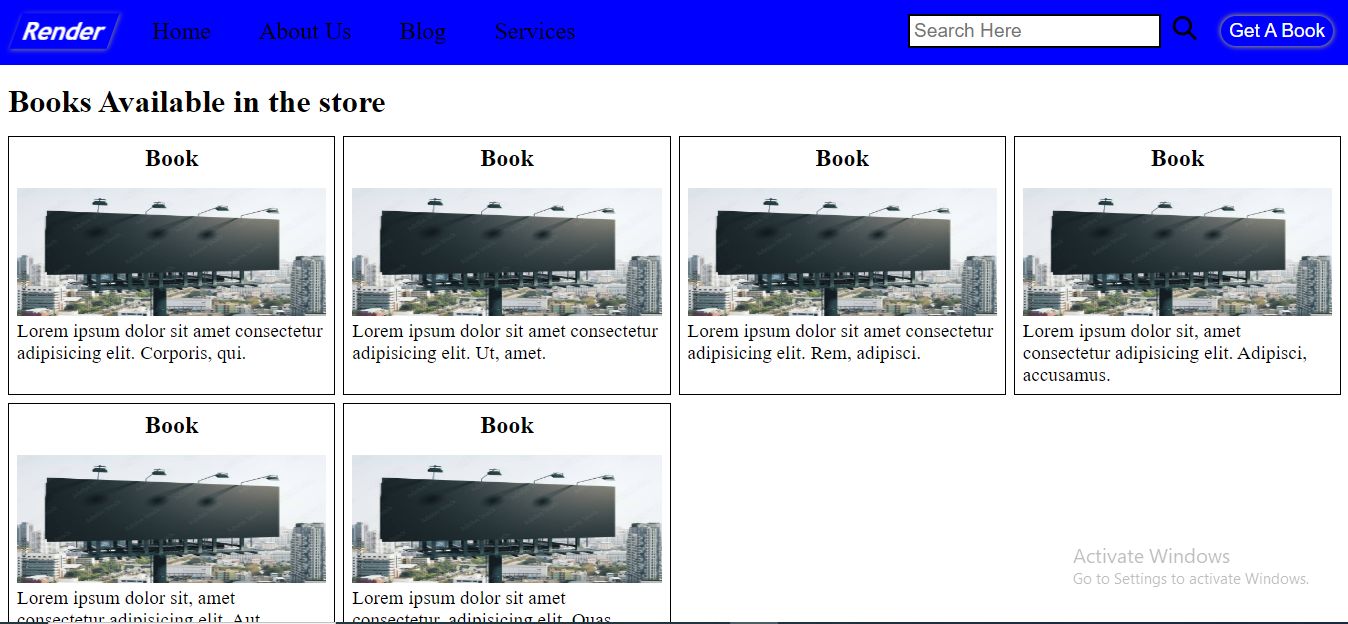 Render Home About Us Blog Services Search Here Get A Book
Books Available in the store
Book Book Book Book
Lorem ipsum dolor sit amet consectetur
adipisicing elit. Corporis, qui.
Lorem ipsum dolor sit amet consectetur
adipisicing elit. Ut, amet.
Lorem ipsum dolor sit amet consectetur
adipisicing elit. Rem, adipisci.
Lorem ipsum dolor sit, amet
consectetur adipisicing elit. Adipisci,
accusamus.
Book Book
Lorem ipsum dolor sit, amet
consectetur adipisicing elit. Aut
Lorem ipsum dolor sit amet
consectetur, adipisicing elit. Quas
Activate Windows
Go to Settings to activate Windows.